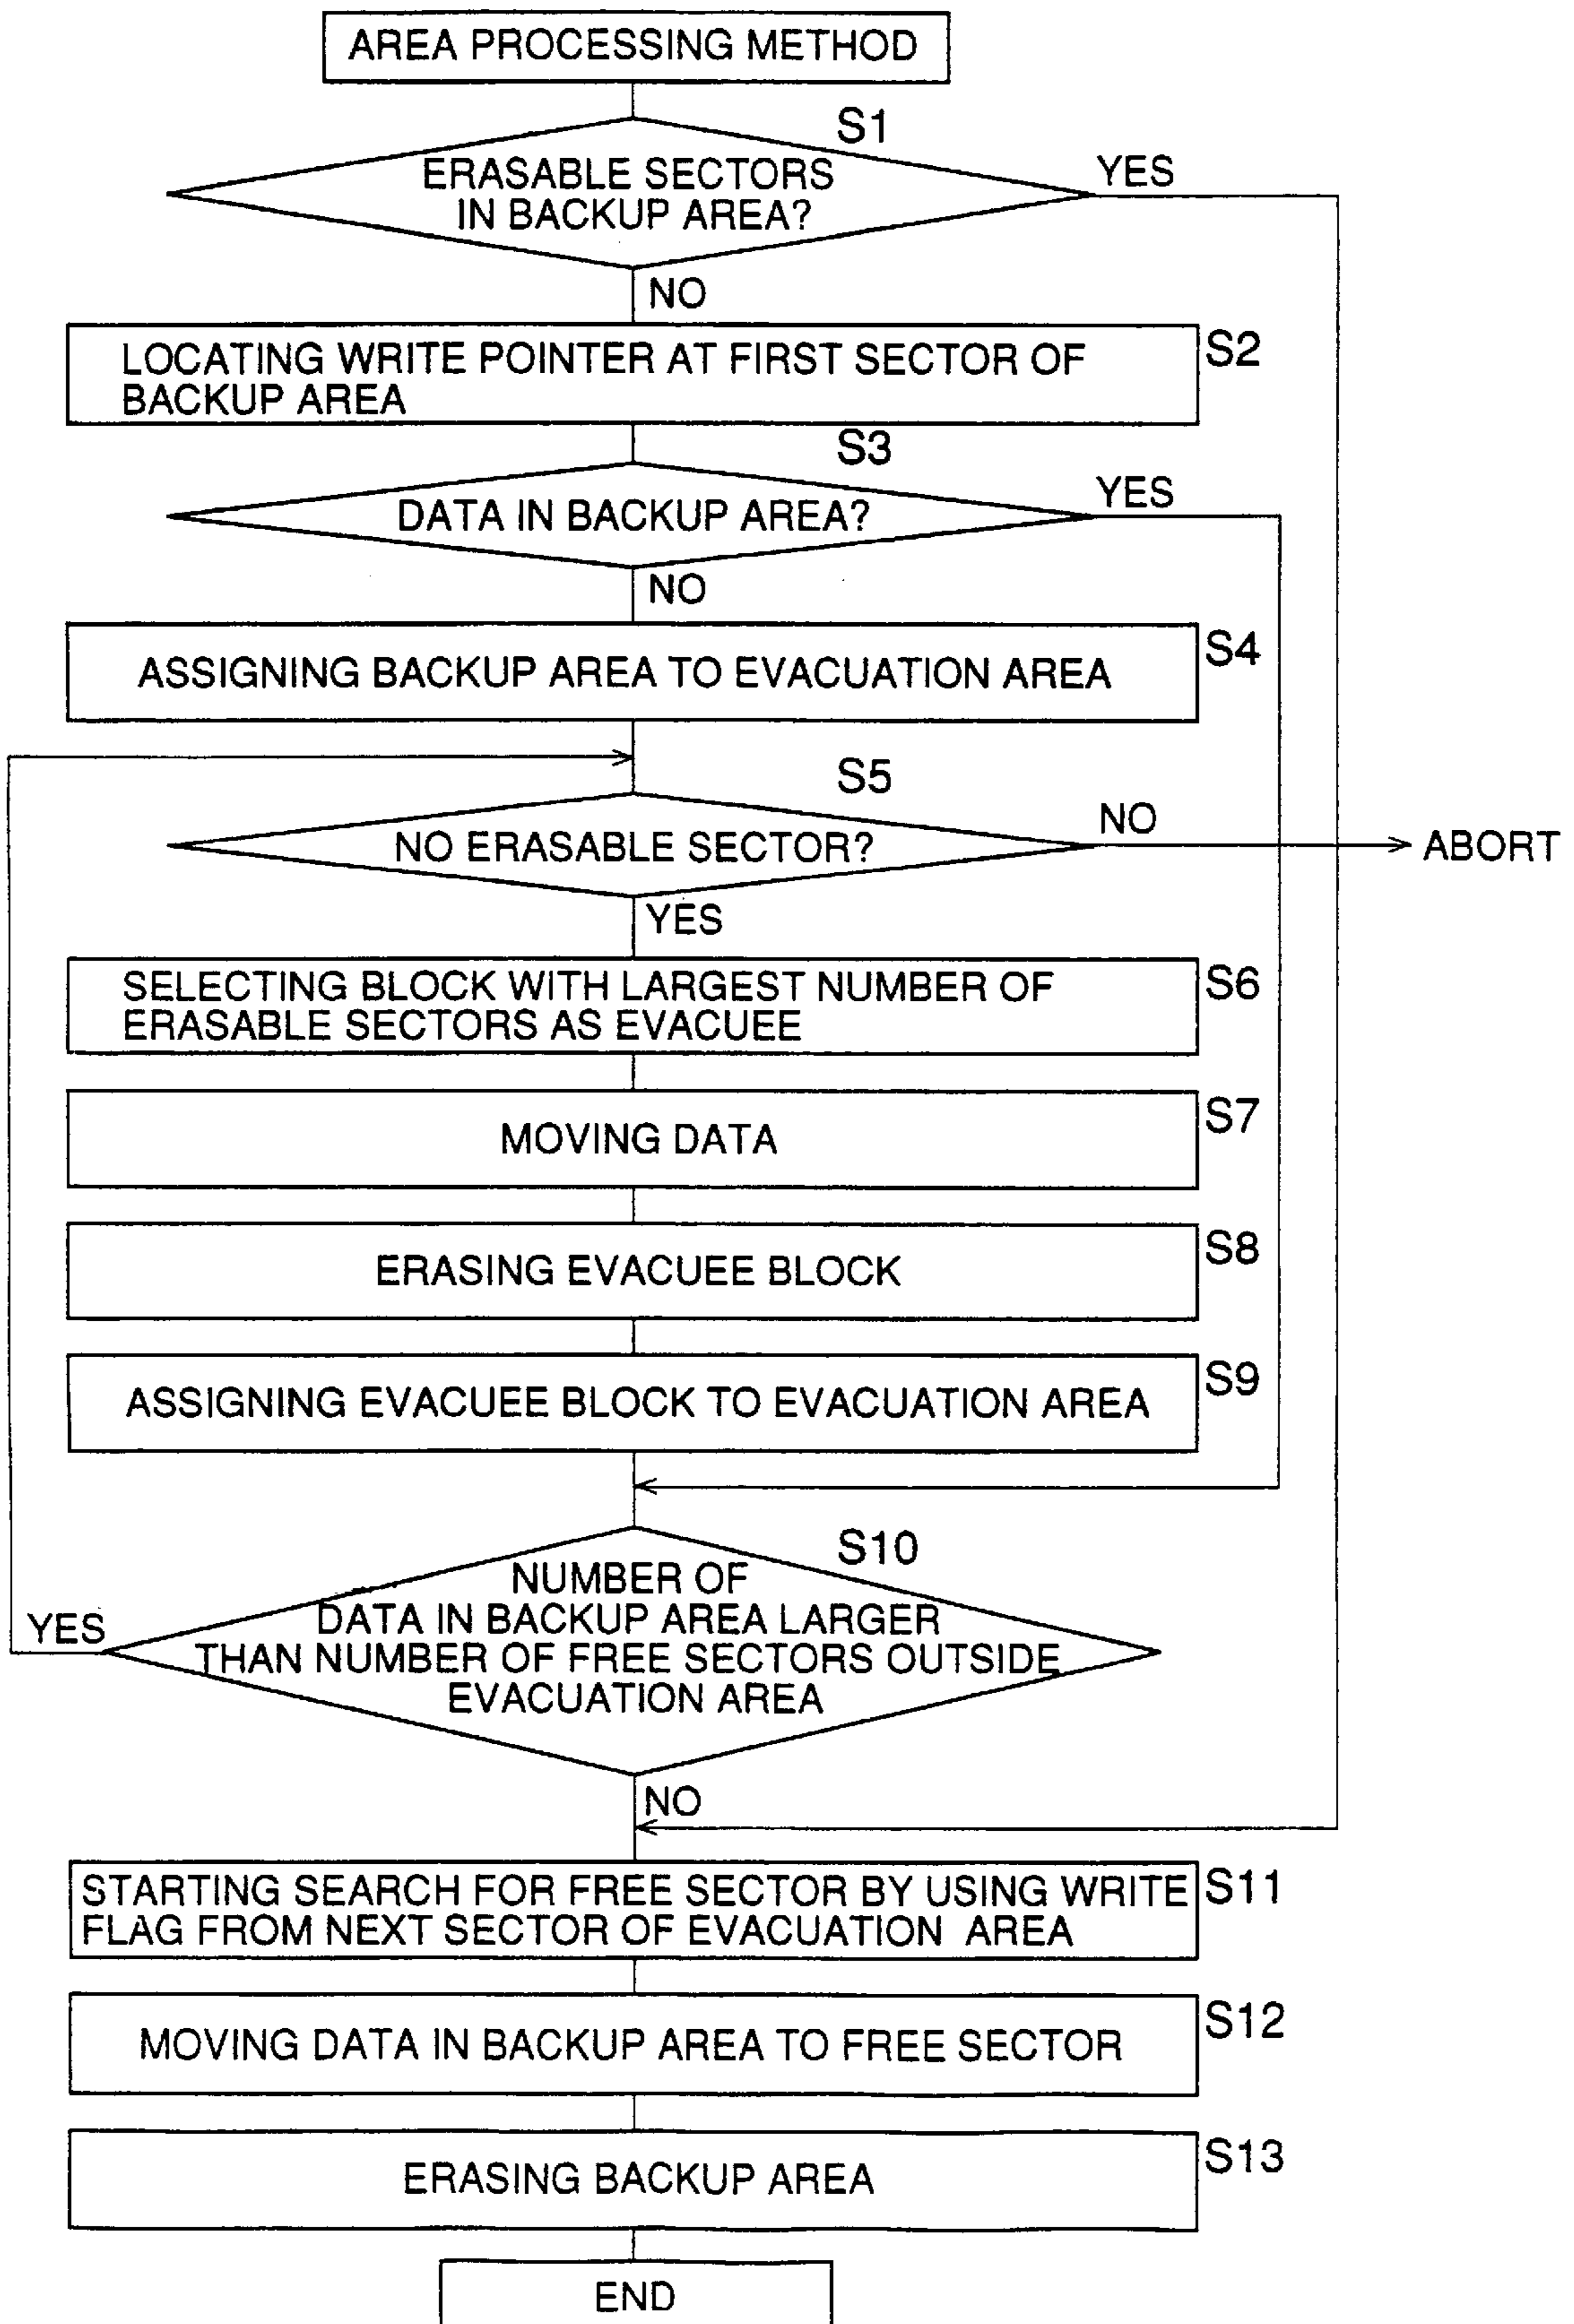 AREA PROCESSING METHOD
S1
ERASABLE SECTORS
IN BACKUP AREA?
YES
NO
LOCATING WRITE POINTER AT FIRST SECTOR OF
BACKUP AREA
S2
S3
DATA IN BACKUP AREA?
YES
NO
ASSIGNING BACKUP AREA TO EVACUATION AREA
S4
S5
NO ERASABLE SECTOR?
NO
ABORT
YES
SELECTING BLOCK WITH LARGEST NUMBER OF
ERASABLE SECTORS AS EVACUEE
S6
MOVING DATA
S7
ERASING EVACUEE BLOCK
S8
ASSIGNING EVACUEE BLOCK TO EVACUATION AREA
S9
S10
NUMBER OF
DATA IN BACKUP AREA LARGER
THAN NUMBER OF FREE SECTORS OUTSIDE
EVACUATION AREA
YES
NO
STARTING SEARCH FOR FREE SECTOR BY USING WRITE
FLAG FROM NEXT SECTOR OF EVACUATION AREA
S11
MOVING DATA IN BACKUP AREA TO FREE SECTOR
S12
ERASING BACKUP AREA
S13
END